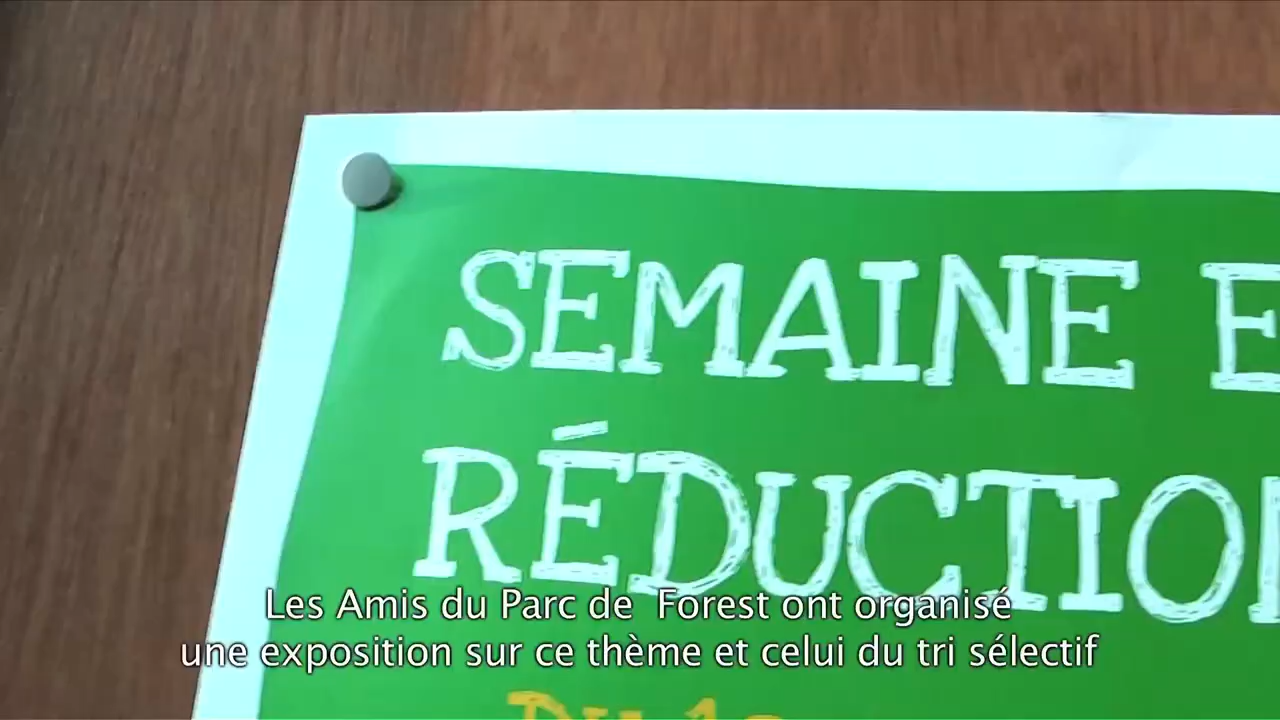 SEMAINE E
RÉDUCTION
Les Amis du Parc de Forest ont organisé
une exposition sur ce thème et celui du tri sélectif